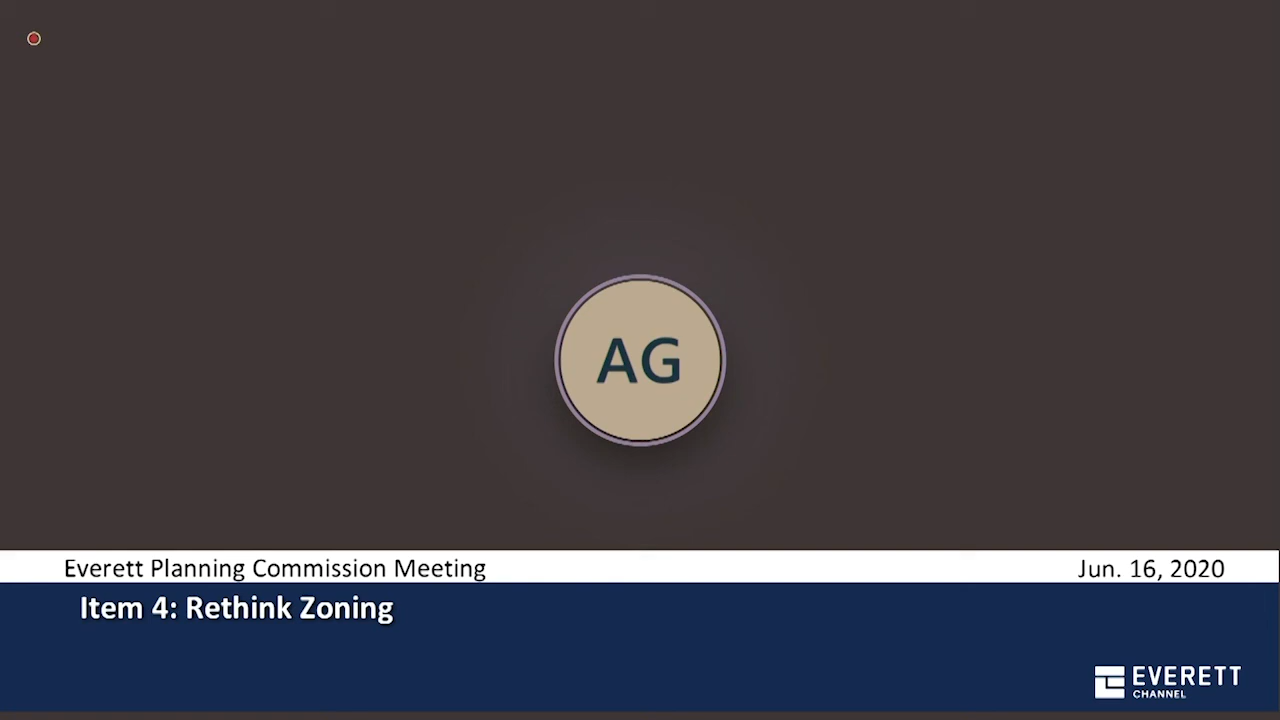 AG
Everett Planning Commission Meeting
Jun. 16, 2020
Item 4: Rethink Zoning
EVERETT
CHANNEL